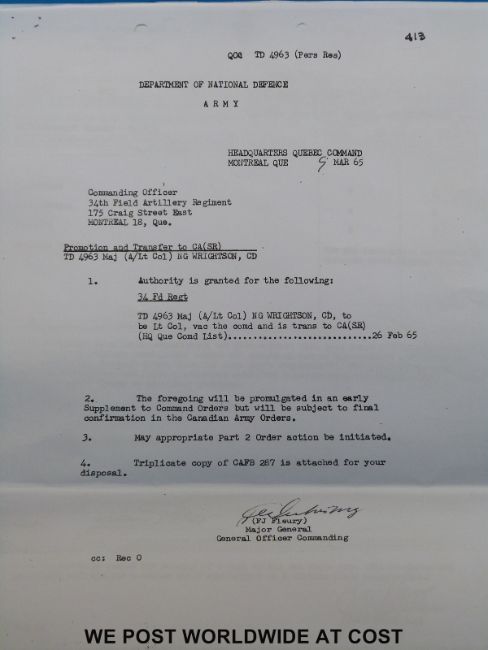 413
QOG TD 4963 (Pers Res)
DEPARTMENT OF NATIONAL DEFENCE
A R M Y
HEADQUARTERS QUEBEC COMMAND
MONTREAL QUE 9 MAR 65
Commanding Officer
34th Field Artillery Regiment
175 Craig Street East
MONTREAL 18, Que.
Promotion and Transfer to CA(SR)
TD 4963 Maj (A/Lt Col) NG WRIGHTSON, CD
1. Authority is granted for the following:
34 Fd Regt
TD 4963 Maj (A/Lt Col) NG WRIGHTSON, CD, to
be Lt Col, vac the comd and is trans to CA(SR)
(HQ Que Comd List)..............................26 Feb 65
2. The foregoing will be promulgated in an early
Supplement to Command Orders but will be subject to final
confirmation in the Canadian Army Orders.
3. May appropriate Part 2 Order action be initiated.
4. Triplicate copy of CAFB 287 is attached for your
disposal.
(FJ Fleury)
Major General
General Officer Commanding
cc: Rec O
WE POST WORLDWIDE AT COST